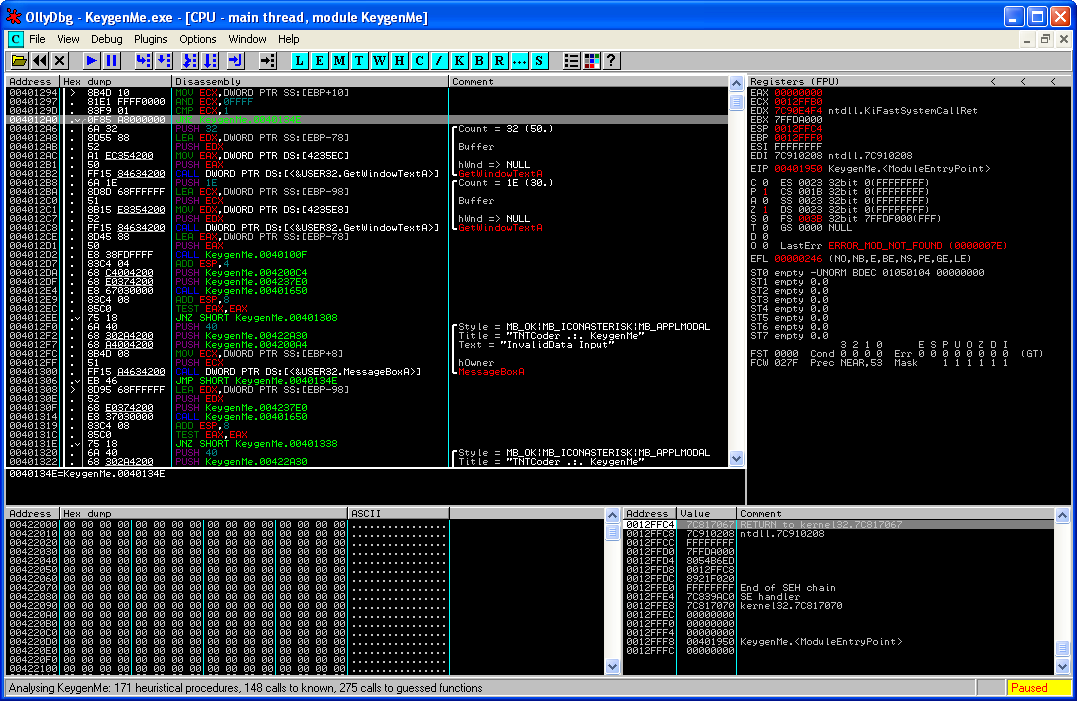 OllyDbg - KeygenMe.exe - [CPU - main thread, module KeygenMe]
C File View Debug Plugins Options Window Help
L E M T W H C / K B R ... S ?
Address Hex dump Disassembly Comment
00401294 > 8B4D 10 MOV ECX,DWORD PTR SS:[EBP+10]
00401297 . 81E1 FFFF0000 AND ECX,0FFFF
0040129D . 83F9 01 CMP ECX,1
004012A0 .v 0F85 A8000000 JNZ KeygenMe.0040134E
004012A6 . 6A 32 PUSH 32 Count = 32 (50.)
004012A8 . 8D55 88 LEA EDX,DWORD PTR SS:[EBP-78]
004012AB . 52 PUSH EDX Buffer
004012AC . A1 EC354200 MOV EAX,DWORD PTR DS:[4235EC]
004012B1 . 50 PUSH EAX hWnd => NULL
004012B2 . FF15 84634200 CALL DWORD PTR DS:[<&USER32.GetWindowTextA>] GetWindowTextA
004012B8 . 6A 1E PUSH 1E Count = 1E (30.)
004012BA . 8D8D 68FFFFFF LEA ECX,DWORD PTR SS:[EBP-98]
004012C0 . 51 PUSH ECX Buffer
004012C1 . 8B15 E8354200 MOV EDX,DWORD PTR DS:[4235E8]
004012C7 . 52 PUSH EDX hWnd => NULL
004012C8 . FF15 84634200 CALL DWORD PTR DS:[<&USER32.GetWindowTextA>] GetWindowTextA
004012CE . 8D45 88 LEA EAX,DWORD PTR SS:[EBP-78]
004012D1 . 50 PUSH EAX
004012D2 . E8 38FDFFFF CALL KeygenMe.0040100F
004012D7 . 83C4 04 ADD ESP,4
004012DA . 68 C4004200 PUSH KeygenMe.004200C4
004012DF . 68 E0374200 PUSH KeygenMe.004237E0
004012E4 . E8 67030000 CALL KeygenMe.00401650
004012E9 . 83C4 08 ADD ESP,8
004012EC . 85C0 TEST EAX,EAX
004012EE .v 75 18 JNZ SHORT KeygenMe.00401308
004012F0 . 6A 40 PUSH 40 Style = MB_OK|MB_ICONASTERISK|MB_APPLMODAL
004012F2 . 68 302A4200 PUSH KeygenMe.00422A30 Title = "TNTCoder .:. KeygenMe"
004012F7 . 68 A4004200 PUSH KeygenMe.004200A4 Text = "InvalidData Input"
004012FC . 8B4D 08 MOV ECX,DWORD PTR SS:[EBP+8]
004012FF . 51 PUSH ECX hOwner
00401300 . FF15 A4634200 CALL DWORD PTR DS:[<&USER32.MessageBoxA>] MessageBoxA
00401306 .v EB 46 JMP SHORT KeygenMe.0040134E
00401308 > 8D95 68FFFFFF LEA EDX,DWORD PTR SS:[EBP-98]
0040130E . 52 PUSH EDX
0040130F . 68 E0374200 PUSH KeygenMe.004237E0
00401314 . E8 37030000 CALL KeygenMe.00401650
00401319 . 83C4 08 ADD ESP,8
0040131C . 85C0 TEST EAX,EAX
0040131E .v 75 18 JNZ SHORT KeygenMe.00401338
00401320 . 6A 40 PUSH 40 Style = MB_OK|MB_ICONASTERISK|MB_APPLMODAL
00401322 . 68 302A4200 PUSH KeygenMe.00422A30 Title = "TNTCoder .:. KeygenMe"
0040134E=KeygenMe.0040134E
Registers (FPU) < < <
EAX 00000000
ECX 0012FFB0
EDX 7C90E4F4 ntdll.KiFastSystemCallRet
EBX 7FFDA000
ESP 0012FFC4
EBP 0012FFF0
ESI FFFFFFFF
EDI 7C910208 ntdll.7C910208
EIP 00401950 KeygenMe.<ModuleEntryPoint>
C 0 ES 0023 32bit 0(FFFFFFFF)
P 1 CS 001B 32bit 0(FFFFFFFF)
A 0 SS 0023 32bit 0(FFFFFFFF)
Z 1 DS 0023 32bit 0(FFFFFFFF)
S 0 FS 003B 32bit 7FFDF000(FFF)
T 0 GS 0000 NULL
D 0
O 0 LastErr ERROR_MOD_NOT_FOUND (0000007E)
EFL 00000246 (NO,NB,E,BE,NS,PE,GE,LE)
ST0 empty -UNORM BDEC 01050104 00000000
ST1 empty 0.0
ST2 empty 0.0
ST3 empty 0.0
ST4 empty 0.0
ST5 empty 0.0
ST6 empty 0.0
ST7 empty 0.0
3 2 1 0 E S P U O Z D I
FST 0000 Cond 0 0 0 0 Err 0 0 0 0 0 0 0 0 (GT)
FCW 027F Prec NEAR,53 Mask 1 1 1 1 1 1
Address Hex dump ASCII
00422000 00 00 00 00 00 00 00 00 00 00 00 00 00 00 00 00 ................
00422010 00 00 00 00 00 00 00 00 00 00 00 00 00 00 00 00 ................
00422020 00 00 00 00 00 00 00 00 00 00 00 00 00 00 00 00 ................
00422030 00 00 00 00 00 00 00 00 00 00 00 00 00 00 00 00 ................
00422040 00 00 00 00 00 00 00 00 00 00 00 00 00 00 00 00 ................
00422050 00 00 00 00 00 00 00 00 00 00 00 00 00 00 00 00 ................
00422060 00 00 00 00 00 00 00 00 00 00 00 00 00 00 00 00 ................
00422070 00 00 00 00 00 00 00 00 00 00 00 00 00 00 00 00 ................
00422080 00 00 00 00 00 00 00 00 00 00 00 00 00 00 00 00 ................
00422090 00 00 00 00 00 00 00 00 00 00 00 00 00 00 00 00 ................
004220A0 00 00 00 00 00 00 00 00 00 00 00 00 00 00 00 00 ................
004220B0 00 00 00 00 00 00 00 00 00 00 00 00 00 00 00 00 ................
004220C0 00 00 00 00 00 00 00 00 00 00 00 00 00 00 00 00 ................
004220D0 00 00 00 00 00 00 00 00 00 00 00 00 00 00 00 00 ................
004220E0 00 00 00 00 00 00 00 00 00 00 00 00 00 00 00 00 ................
004220F0 00 00 00 00 00 00 00 00 00 00 00 00 00 00 00 00 ................
00422100 00 00 00 00 00 00 00 00 00 00 00 00 00 00 00 00 ................
Address Value Comment
0012FFC4 7C817067 RETURN to kernel32.7C817067
0012FFC8 7C910208 ntdll.7C910208
0012FFCC FFFFFFFF
0012FFD0 7FFDA000
0012FFD4 8054B6ED
0012FFD8 0012FFC8
0012FFDC 8921F020
0012FFE0 FFFFFFFF End of SEH chain
0012FFE4 7C839AC0 SE handler
0012FFE8 7C817070 kernel32.7C817070
0012FFEC 00000000
0012FFF0 00000000
0012FFF4 00000000
0012FFF8 00401950 KeygenMe.<ModuleEntryPoint>
0012FFFC 00000000
Analysing KeygenMe: 171 heuristical procedures, 148 calls to known, 275 calls to guessed functions
Paused